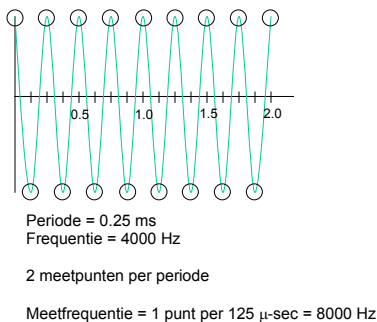 0.5 1.0 1.5 2.0
Periode = 0.25 ms
Frequentie = 4000 Hz
2 meetpunten per periode
Meetfrequentie = 1 punt per 125 μ-sec = 8000 Hz